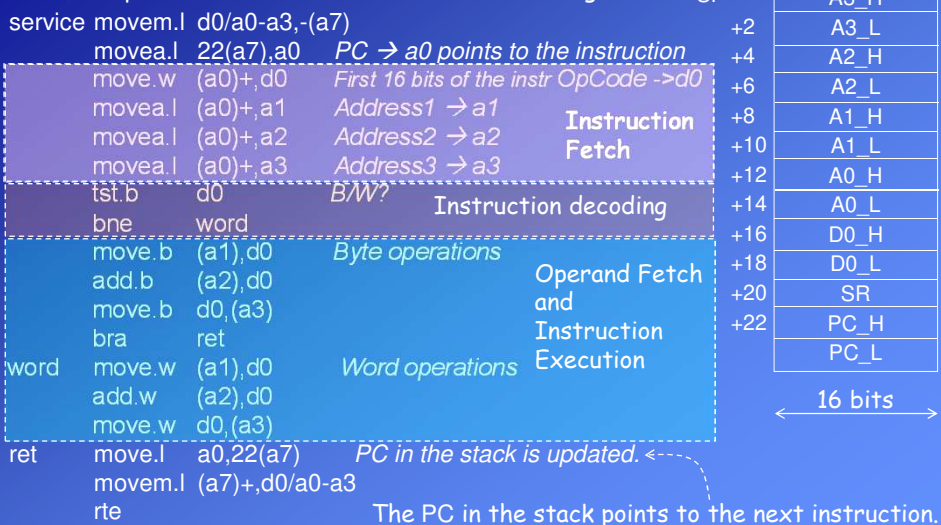 service movem.l d0/a0-a3,-(a7)
movea.l 22(a7),a0 PC → a0 points to the instruction
move.w (a0)+,d0 First 16 bits of the instr OpCode ->d0
movea.l (a0)+,a1 Address1 → a1
movea.l (a0)+,a2 Address2 → a2
movea.l (a0)+,a3 Address3 → a3
Instruction
Fetch
tst.b d0 B/W?
bne word
Instruction decoding
move.b (a1),d0 Byte operations
add.b (a2),d0
move.b d0,(a3)
bra ret
word move.w (a1),d0 Word operations
add.w (a2),d0
move.w d0,(a3)
Operand Fetch
and
Instruction
Execution
ret move.l a0,22(a7) PC in the stack is updated.
movem.l (a7)+,d0/a0-a3
rte
The PC in the stack points to the next instruction.
A3_H
+2 A3_L
+4 A2_H
+6 A2_L
+8 A1_H
+10 A1_L
+12 A0_H
+14 A0_L
+16 D0_H
+18 D0_L
+20 SR
+22 PC_H
PC_L
16 bits